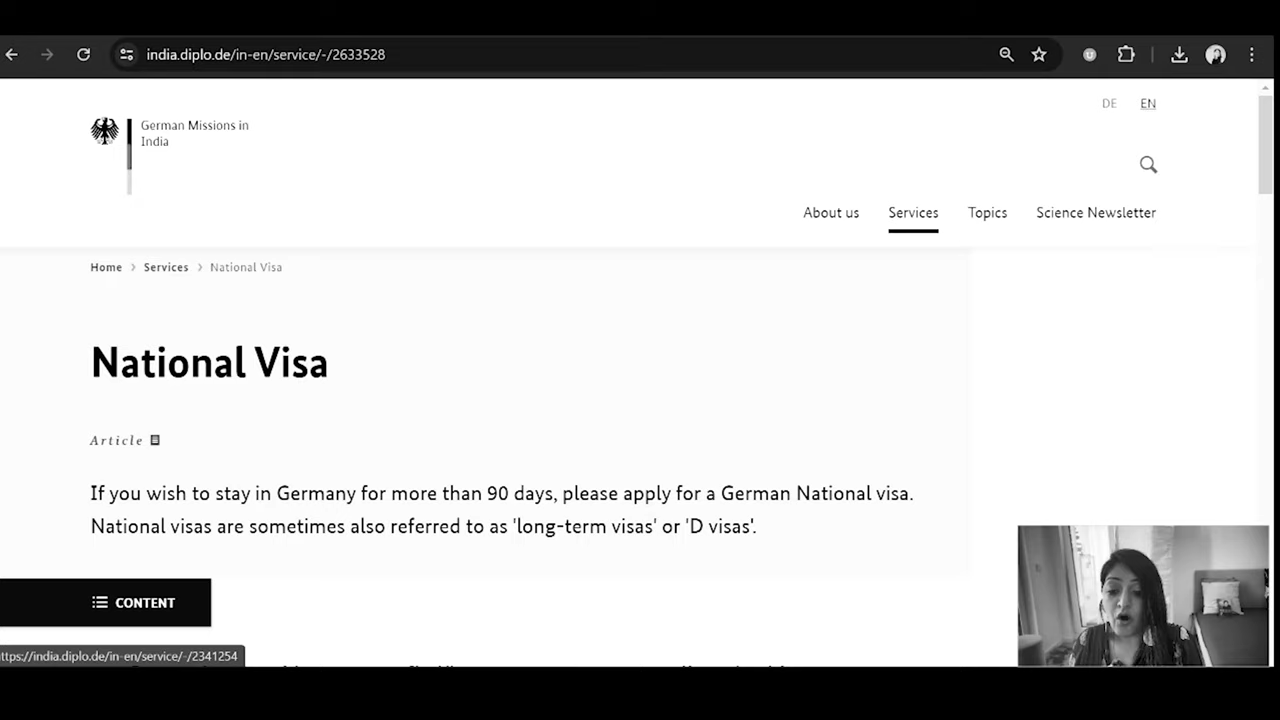 india.diplo.de/in-en/service/-/2633528
German Missions in
India
DE EN
About us Services Topics Science Newsletter
Home > Services > National Visa
National Visa
Article
If you wish to stay in Germany for more than 90 days, please apply for a German National visa.
National visas are sometimes also referred to as 'long-term visas' or 'D visas'.
CONTENT
ttps://india.diplo.de/in-en/service/-/2341254